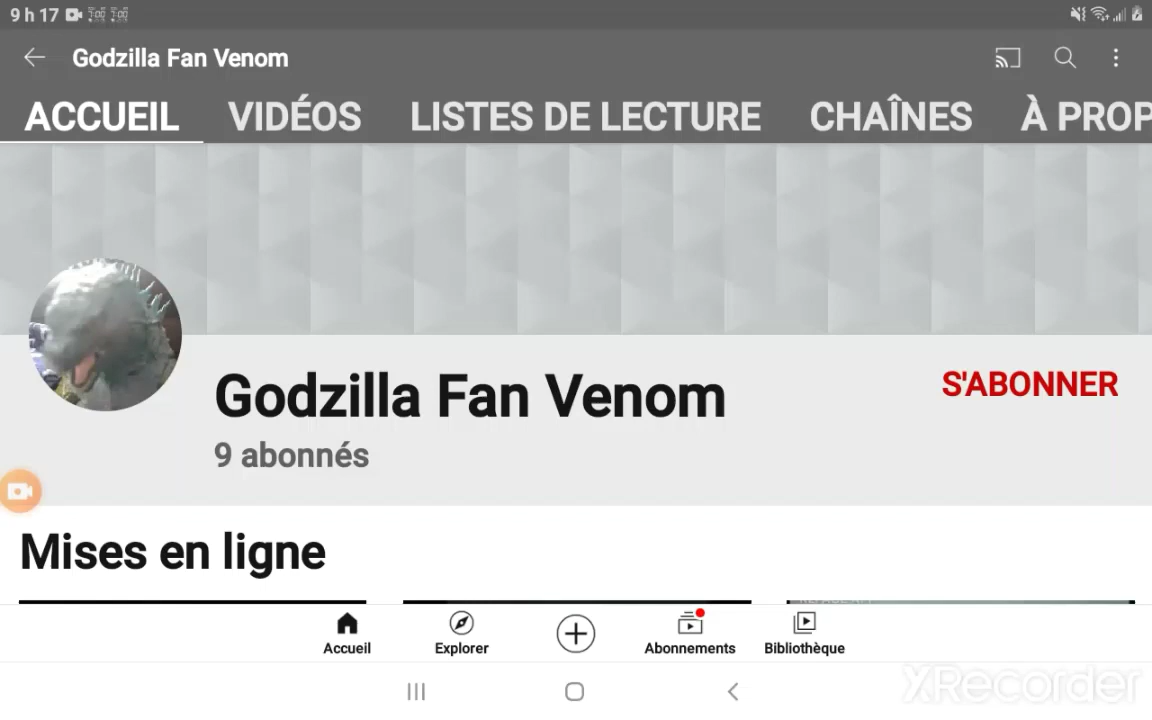 9 h 17
Godzilla Fan Venom
ACCUEIL VIDÉOS LISTES DE LECTURE CHAÎNES À PROP
Godzilla Fan Venom
S'ABONNER
9 abonnés
Mises en ligne
Accueil Explorer Abonnements Bibliothèque
XRecorder